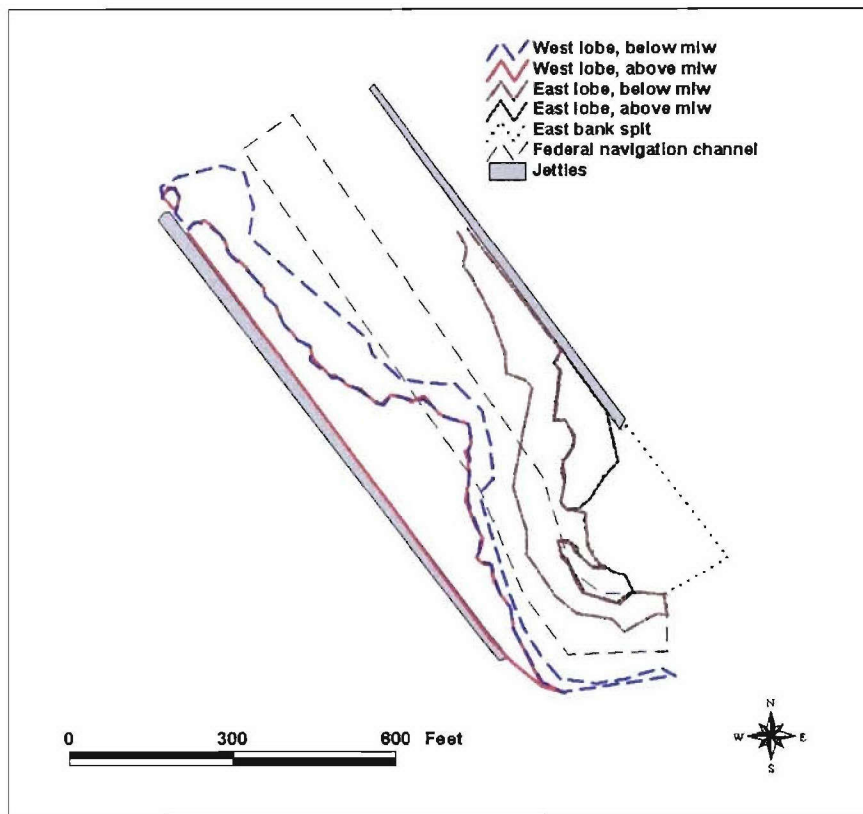 West lobe, below mlw
West lobe, above mlw
East lobe, below mlw
East lobe, above mlw
East bank spit
Federal navigation channel
Jetties
N
W E
S
0 300 600 Feet